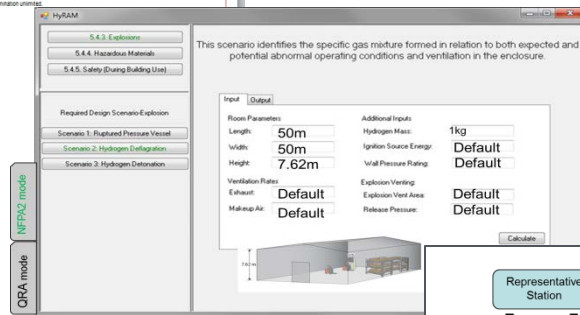 mination unlimited.
HyRAM
5.4.3. Explosions
5.4.4. Hazardous Materials
5.4.5. Safety (During Building Use)
Required Design Scenario-Explosion
Scenario 1: Ruptured Pressure Vessel
Scenario 2: Hydrogen Deflagration
Scenario 3: Hydrogen Detonation
NFPA2 mode
QRA mode
This scenario identifies the specific gas mixture formed in relation to both expected and
potential abnormal operating conditions and ventilation in the enclosure.
Input Output
Room Parameters
Length: 50m
Width: 50m
Height: 7.62m
Ventilation Rates
Exhaust: Default
Makeup Air: Default
Additional Inputs
Hydrogen Mass: 1kg
Ignition Source Energy: Default
Wall Pressure Rating: Default
Explosion Venting:
Explosion Vent Area: Default
Release Pressure: Default
Calculate
7.62 m
Representative
Station